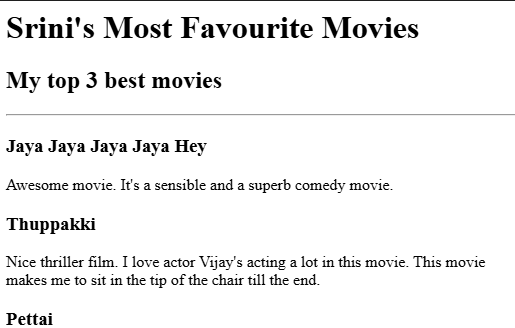 Srini's Most Favourite Movies
My top 3 best movies
Jaya Jaya Jaya Jaya Hey
Awesome movie. It's a sensible and a superb comedy movie.
Thuppakki
Nice thriller film. I love actor Vijay's acting a lot in this movie. This movie
makes me to sit in the tip of the chair till the end.
Pettai